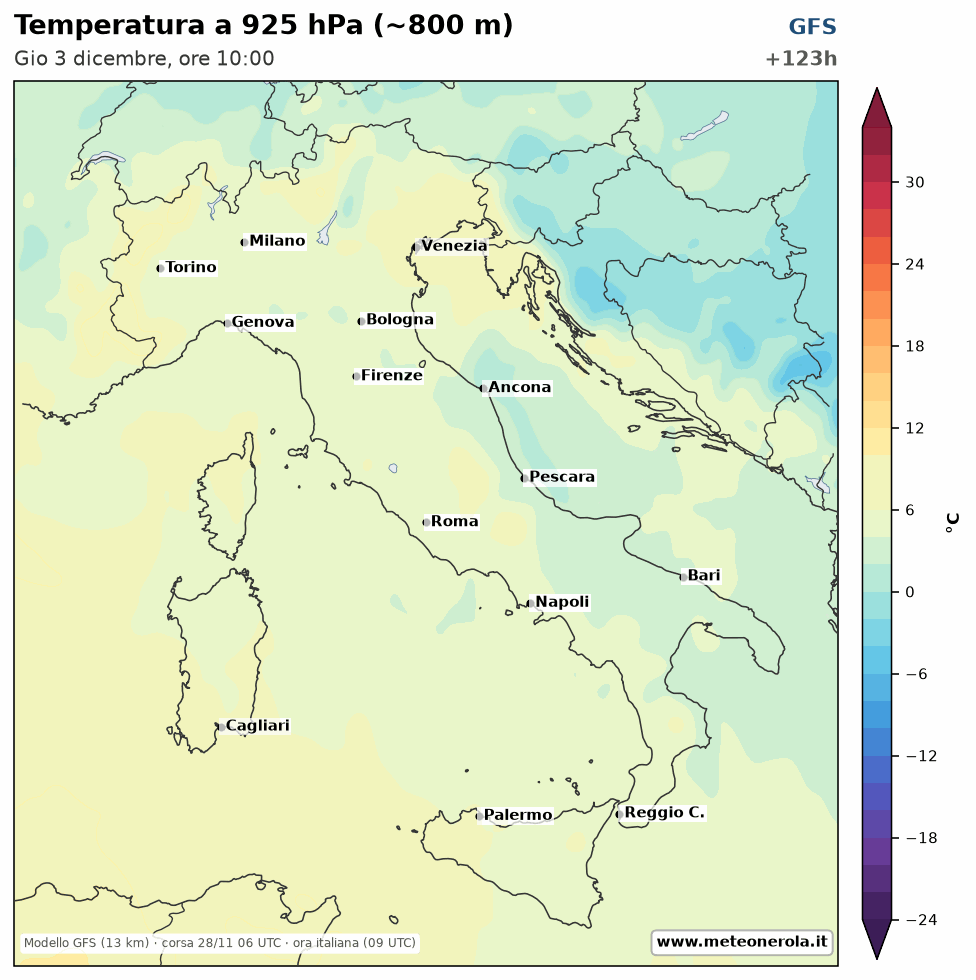 Temperatura a 925 hPa (~800 m)
GFS
Gio 3 dicembre, ore 10:00
+123h
Milano
Venezia
Torino
Genova
Bologna
Firenze
Ancona
Pescara
Roma
Bari
Napoli
Cagliari
Palermo
Reggio C.
30
24
18
12
6
0
−6
−12
−18
−24
°C
Modello GFS (13 km) · corsa 28/11 06 UTC · ora italiana (09 UTC)
www.meteonerola.it